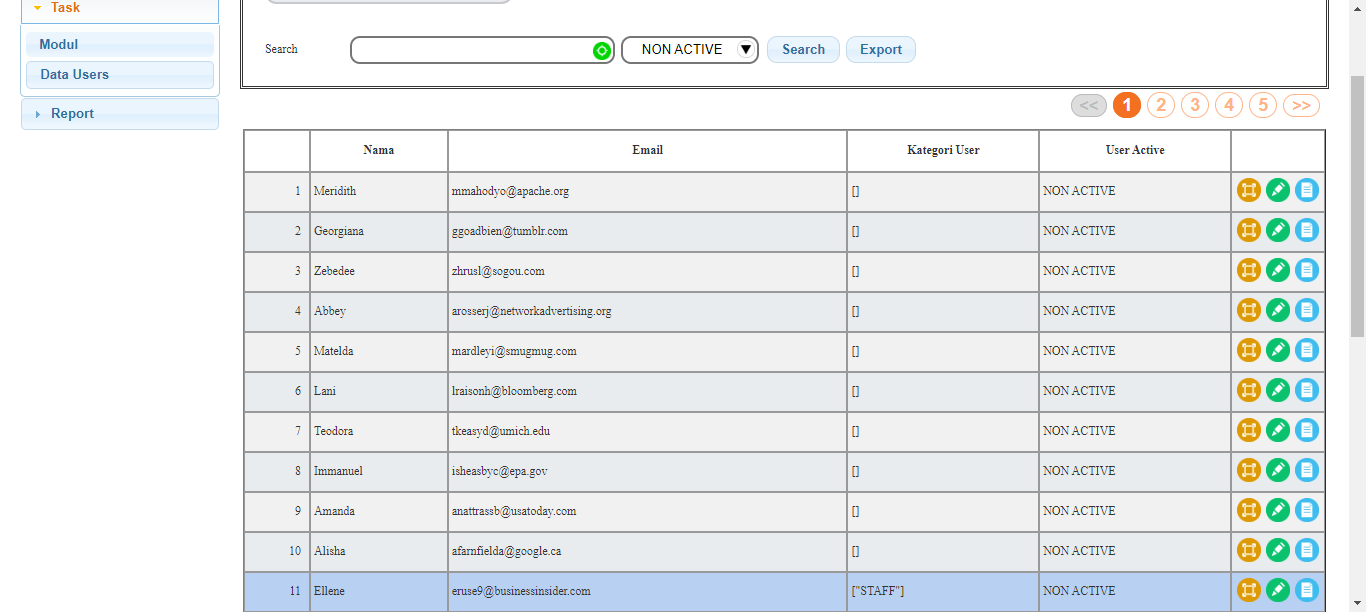 Task
Modul
Data Users
Report
Search NON ACTIVE ▼ Search Export
<< 1 2 3 4 5 >>
Nama Email Kategori User User Active
1 Meridith mmahodyo@apache.org [] NON ACTIVE
2 Georgiana ggoadbien@tumblr.com [] NON ACTIVE
3 Zebedee zhrusl@sogou.com [] NON ACTIVE
4 Abbey arosserj@networkadvertising.org [] NON ACTIVE
5 Matelda mardleyi@smugmug.com [] NON ACTIVE
6 Lani lraisonh@bloomberg.com [] NON ACTIVE
7 Teodora tkeasyd@umich.edu [] NON ACTIVE
8 Immanuel isheasbyc@epa.gov [] NON ACTIVE
9 Amanda anattrassb@usatoday.com [] NON ACTIVE
10 Alisha afarnfielda@google.ca [] NON ACTIVE
11 Ellene eruse9@businessinsider.com ["STAFF"] NON ACTIVE